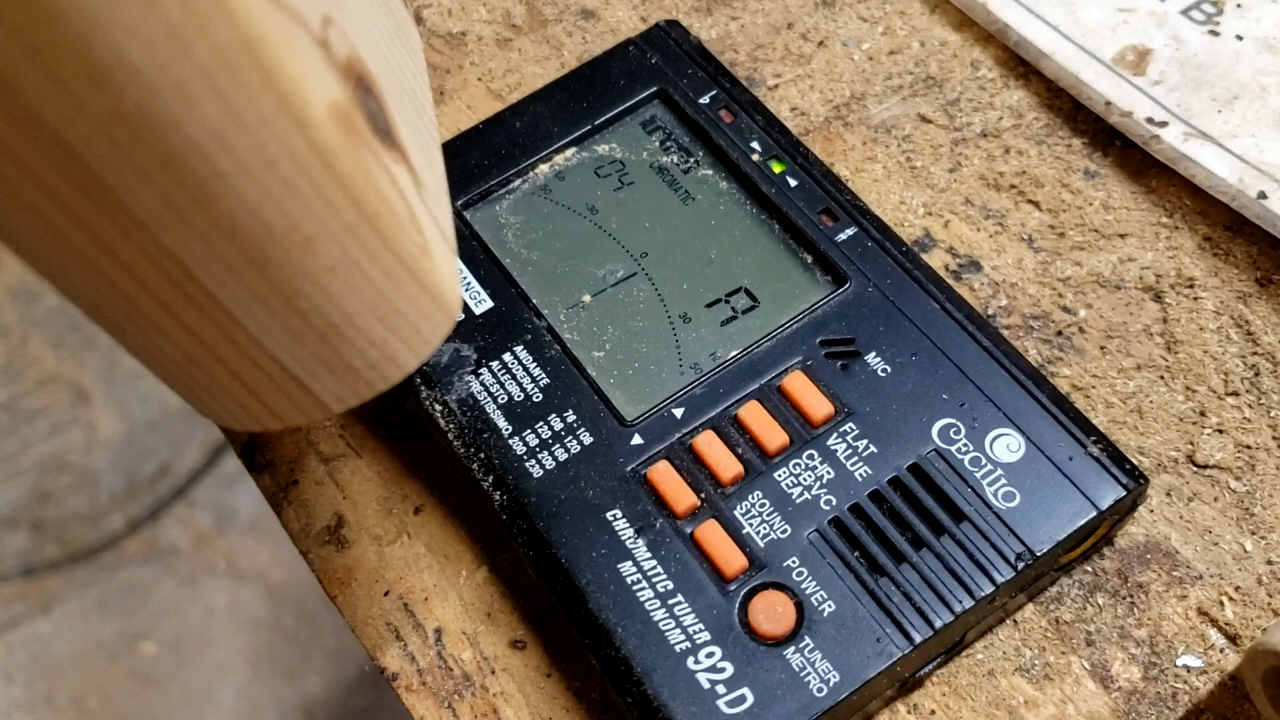 CHROMATIC
04
50
40
-30
0
30
50
A
ANGE
ANDANTE 76 - 108
MODERATO 108 - 120
ALLEGRO 120 - 168
PRESTO 168 - 200
PRESTISSIMO 200 - 230
MIC
FLAT
VALUE
CHR
G·B·V·C
BEAT
SOUND
START
POWER
TUNER
METRO
CECILIO
CHROMATIC TUNER
METRONOME 92-D
B